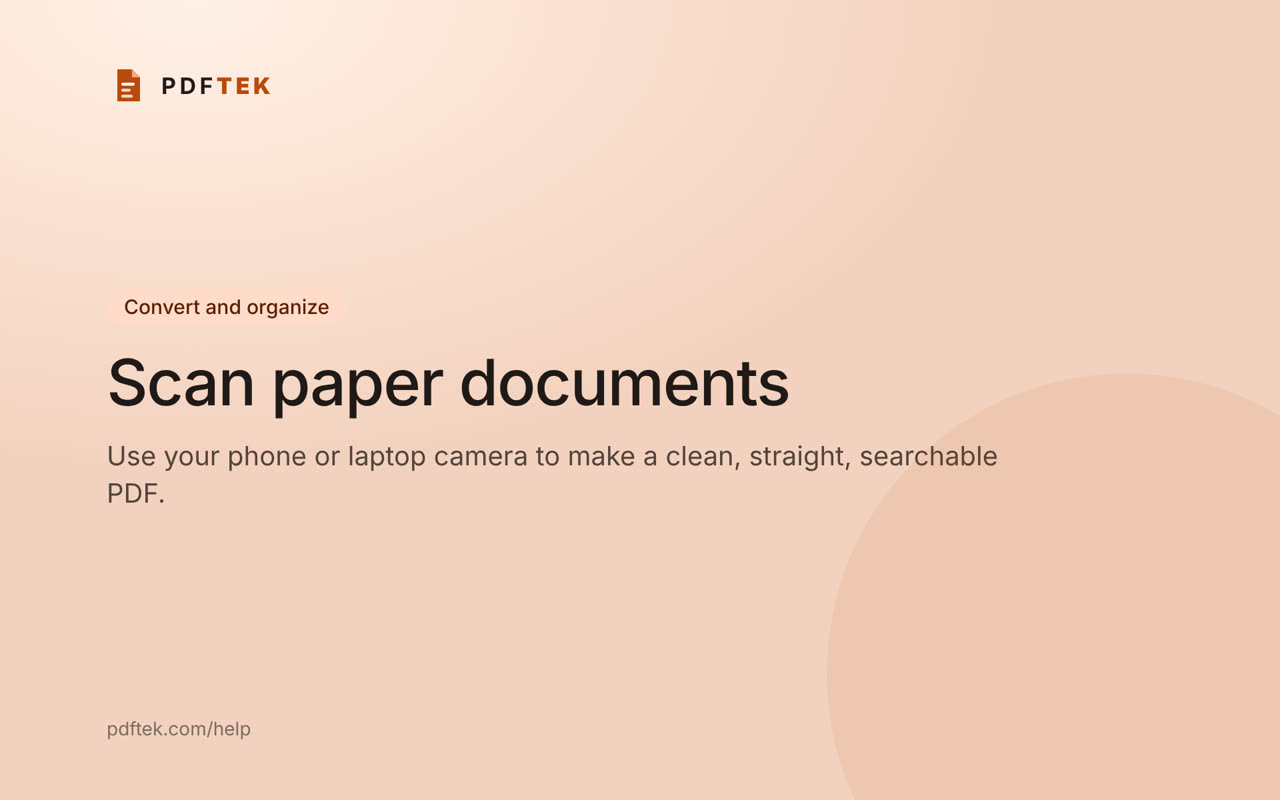 PDFTEK
Convert and organize
Scan paper documents
Use your phone or laptop camera to make a clean, straight, searchable
PDF.
pdftek.com/help